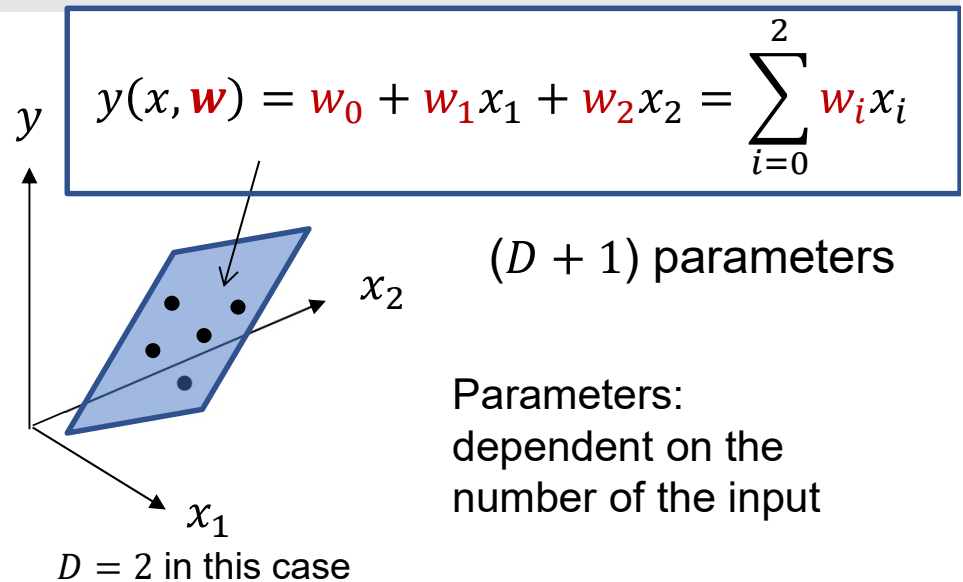 y(x, w) = w₀ + w₁x₁ + w₂x₂ = ∑_{i=0}^{2} wᵢxᵢ
y
(D + 1) parameters
x₂
Parameters:
dependent on the
number of the input
x₁
D = 2 in this case